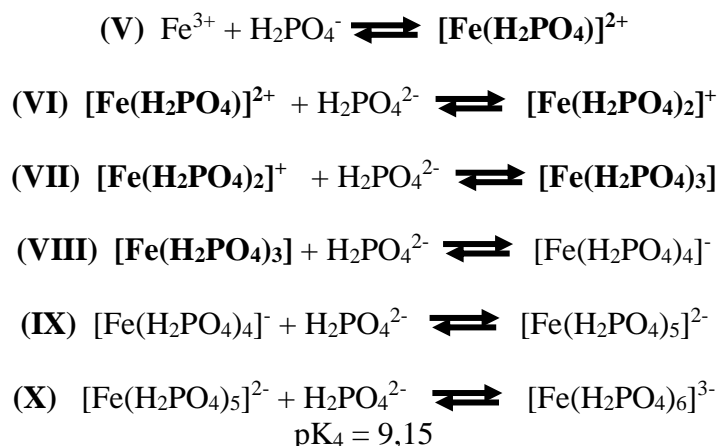 (V) Fe³⁺ + H₂PO₄⁻ ⇌ [Fe(H₂PO₄)]²⁺
(VI) [Fe(H₂PO₄)]²⁺ + H₂PO₄²⁻ ⇌ [Fe(H₂PO₄)₂]⁺
(VII) [Fe(H₂PO₄)₂]⁺ + H₂PO₄²⁻ ⇌ [Fe(H₂PO₄)₃]
(VIII) [Fe(H₂PO₄)₃] + H₂PO₄²⁻ ⇌ [Fe(H₂PO₄)₄]⁻
(IX) [Fe(H₂PO₄)₄]⁻ + H₂PO₄²⁻ ⇌ [Fe(H₂PO₄)₅]²⁻
(X) [Fe(H₂PO₄)₅]²⁻ + H₂PO₄²⁻ ⇌ [Fe(H₂PO₄)₆]³⁻
pK₄ = 9,15